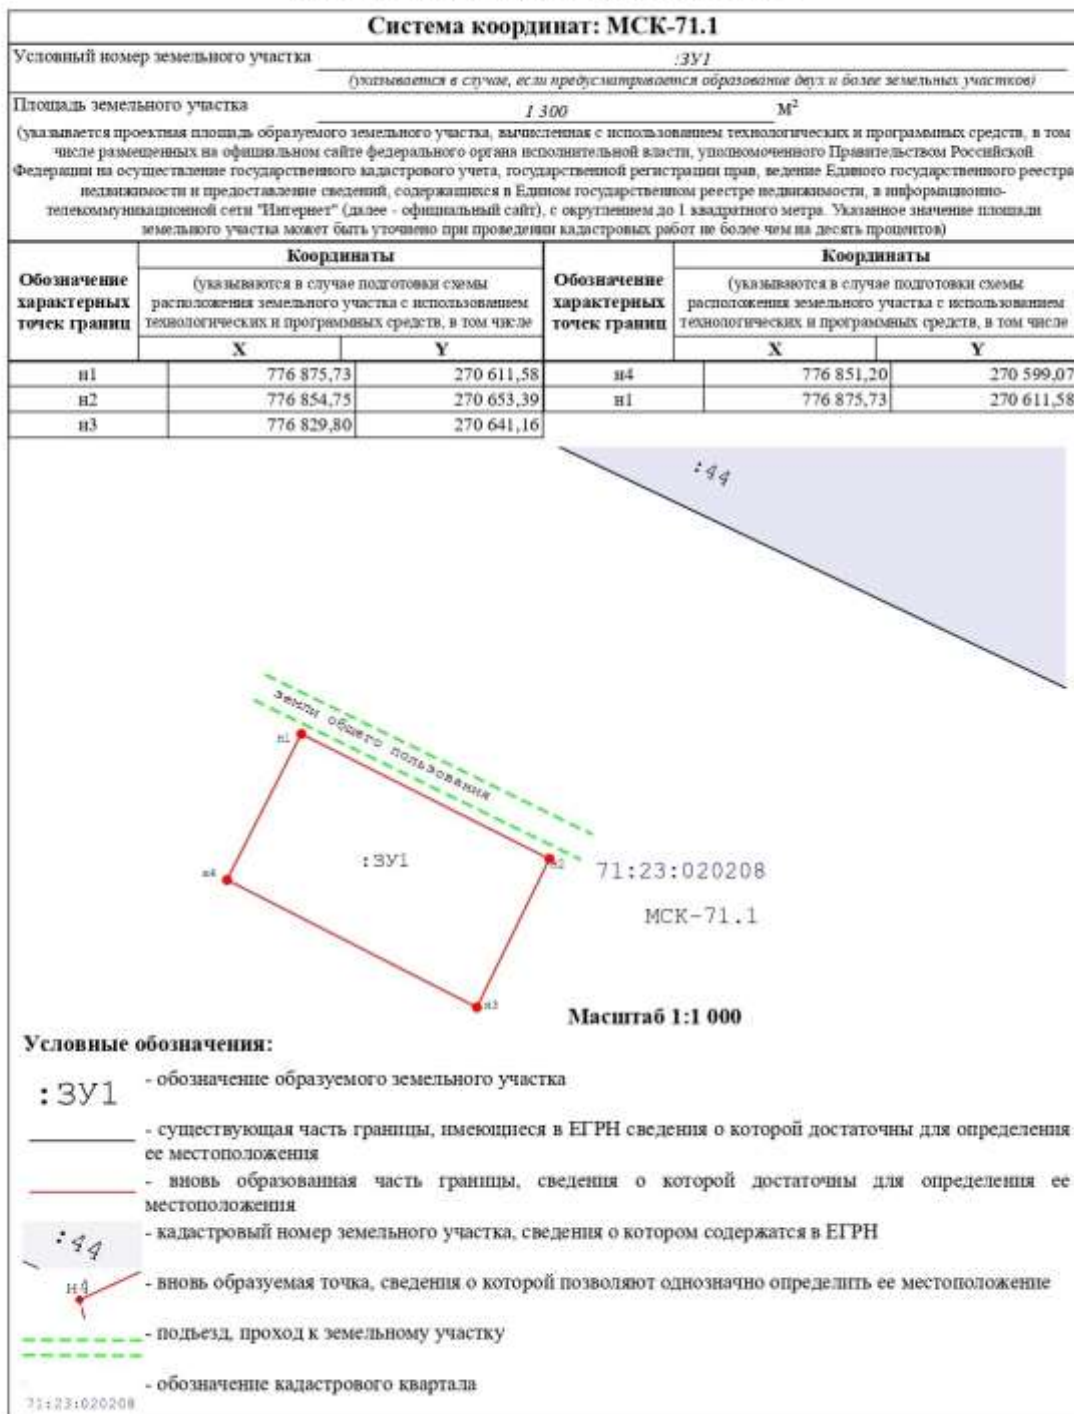 Система координат: МСК-71.1
Условный номер земельного участка :ЗУ1
(указывается в случае, если предусматривается образование двух и более земельных участков)
Площадь земельного участка 1 300 М²
(указывается проектная площадь образуемого земельного участка, вычисленная с использованием технологических и программных средств, в том
числе размещенных на официальном сайте федерального органа исполнительной власти, уполномоченного Правительством Российской
Федерации на осуществление государственного кадастрового учета, государственной регистрации прав, ведение Единого государственного реестра
недвижимости и предоставление сведений, содержащихся в Едином государственном реестре недвижимости, в информационно-
телекоммуникационной сети "Интернет" (далее - официальный сайт), с округлением до 1 квадратного метра. Указанное значение площади
земельного участка может быть уточнено при проведении кадастровых работ не более чем на десять процентов)
Обозначение
характерных
точек границ
Координаты
(указываются в случае подготовки схемы
расположения земельного участка с использованием
технологических и программных средств, в том числе
X Y
Обозначение
характерных
точек границ
Координаты
(указываются в случае подготовки схемы
расположения земельного участка с использованием
технологических и программных средств, в том числе
X Y
н1 776 875,73 270 611,58 н4 776 851,20 270 599,07
н2 776 854,75 270 653,39 н1 776 875,73 270 611,58
н3 776 829,80 270 641,16
:44
земли общего пользования
н1
:ЗУ1
н2
71:23:020208
н4
МСК-71.1
н3
Масштаб 1:1 000
Условные обозначения:
:ЗУ1 - обозначение образуемого земельного участка
- существующая часть границы, имеющиеся в ЕГРН сведения о которой достаточны для определения
ее местоположения
- вновь образованная часть границы, сведения о которой достаточны для определения ее
местоположения
:44 - кадастровый номер земельного участка, сведения о котором содержатся в ЕГРН
- вновь образуемая точка, сведения о которой позволяют однозначно определить ее местоположение
- подъезд, проход к земельному участку
- обозначение кадастрового квартала
71:23:020208